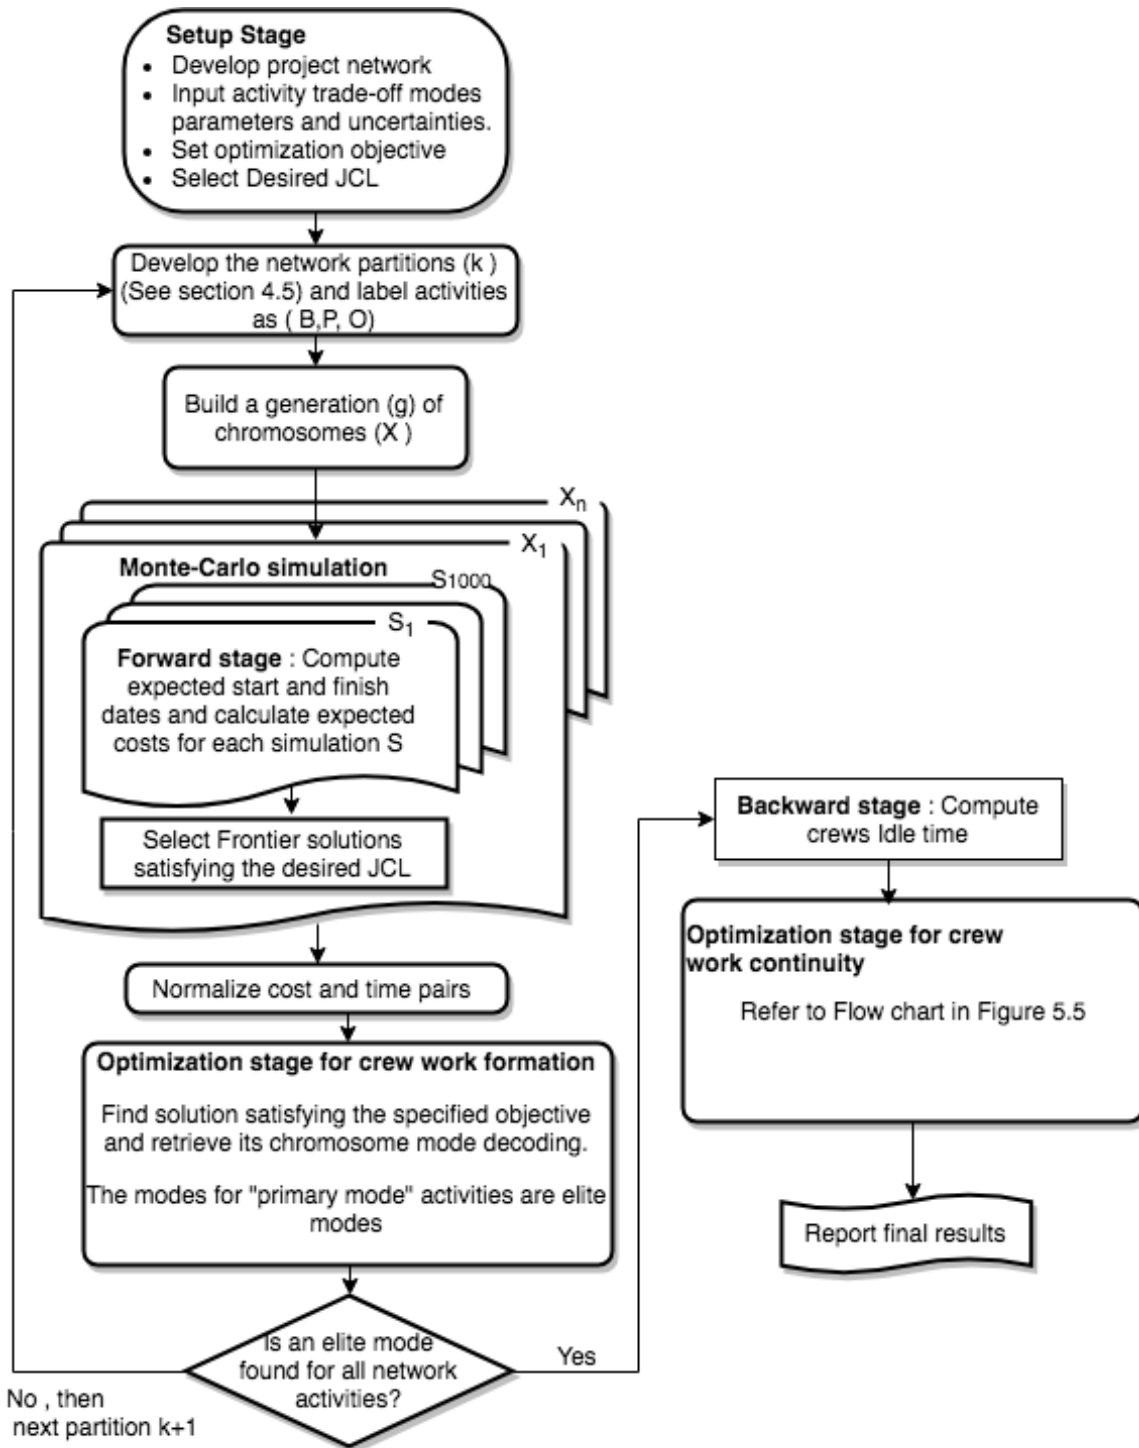 Setup Stage
• Develop project network
• Input activity trade-off modes
parameters and uncertainties.
• Set optimization objective
• Select Desired JCL
Develop the network partitions (k )
(See section 4.5) and label activities
as ( B,P, O)
Build a generation (g) of
chromosomes (X )
Xn
X1
Monte-Carlo simulation
S1000
S1
Forward stage : Compute
expected start and finish
dates and calculate expected
costs for each simulation S
Select Frontier solutions
satisfying the desired JCL
Normalize cost and time pairs
Optimization stage for crew work formation
Find solution satisfying the specified objective
and retrieve its chromosome mode decoding.
The modes for "primary mode" activities are elite
modes
Is an elite mode
found for all network
activities?
No , then
next partition k+1
Yes
Backward stage : Compute
crews Idle time
Optimization stage for crew
work continuity
Refer to Flow chart in Figure 5.5
Report final results